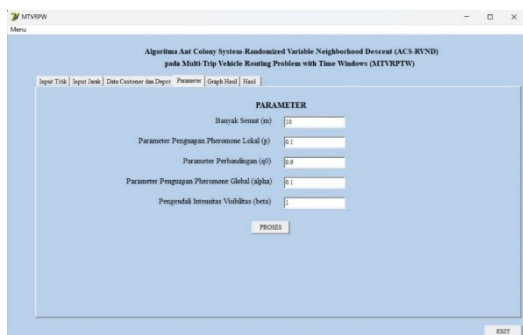 MTVRPW
Menu
Algoritma Ant Colony System-Randomized Variable Neighborhood Descent (ACS-RVND)
pada Multi-Trip Vehicle Routing Problem with Time Windows (MTVRPTW)
Input Titik Input Jarak Data Customer dan Depot Parameter Graph Hasil Hasil
PARAMETER
Banyak Semut (m) 10
Parameter Penguapan Pheromone Lokal (p) 0.1
Parameter Perbandingan (q0) 0.9
Parameter Penguapan Pheromone Global (alpha) 0.1
Pengendali Intensitas Visibilitas (beta) 1
PROSES
EXIT